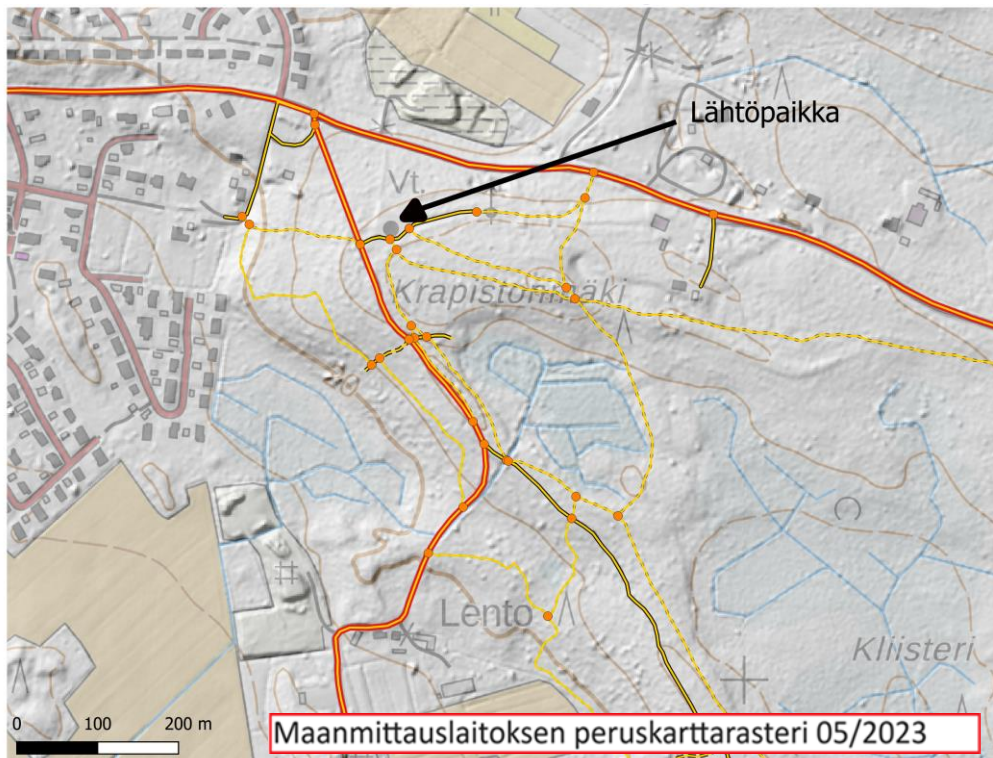 Lähtöpaikka
Vt.
Krapistonmäki
Lento
Kliisteri
0 100 200 m
Maanmittauslaitoksen peruskarttarasteri 05/2023